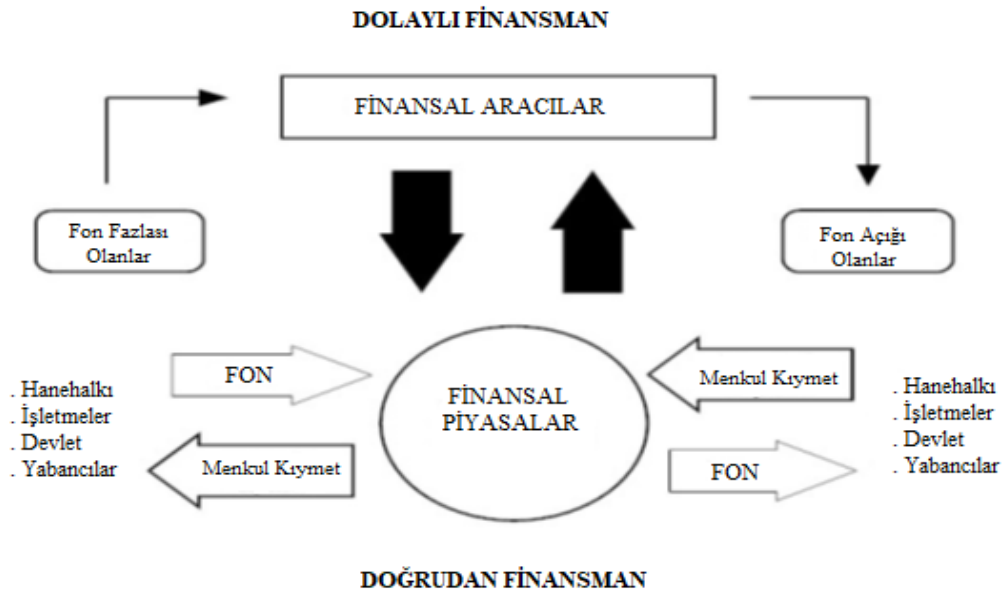 DOLAYLI FİNANSMAN
FİNANSAL ARACILAR
Fon Fazlası
Olanlar
Fon Açığı
Olanlar
FON
Menkul Kıymet
. Hanehalkı
. İşletmeler
. Devlet
. Yabancılar
FİNANSAL
PİYASALAR
Menkul Kıymet
FON
. Hanehalkı
. İşletmeler
. Devlet
. Yabancılar
DOĞRUDAN FİNANSMAN